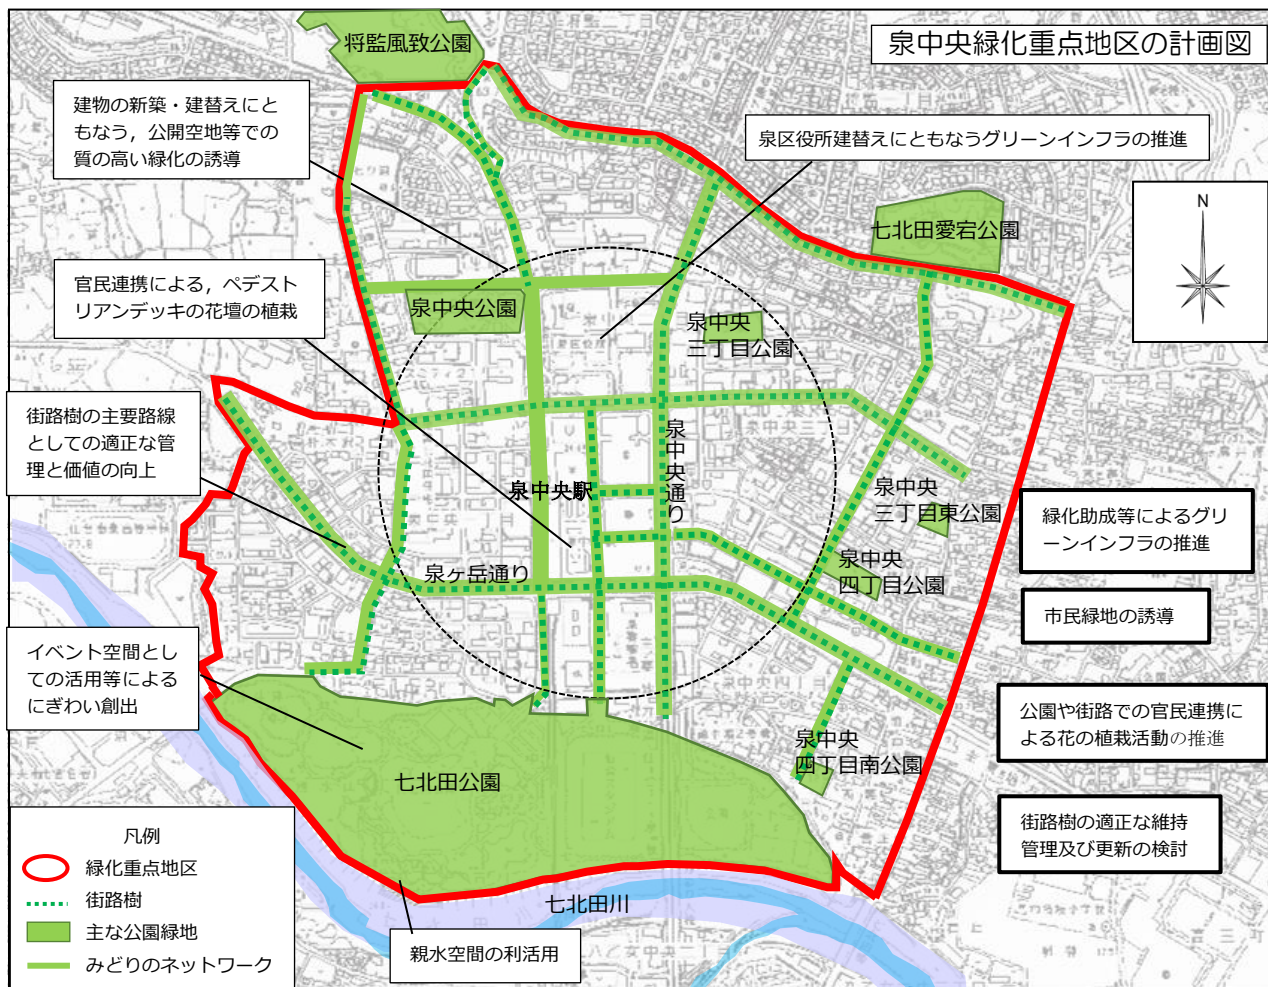 泉中央緑化重点地区の計画図
将監風致公園
建物の新築・建替えにと
もなう，公開空地等での
質の高い緑化の誘導
泉区役所建替えにともなうグリーンインフラの推進
N
七北田愛宕公園
官民連携による，ペデスト
リアンデッキの花壇の植栽
泉中央公園
泉中央
三丁目公園
街路樹の主要路線
としての適正な管
理と価値の向上
泉中央通り
泉中央駅
泉中央
三丁目東公園
緑化助成等によるグリ
ーンインフラの推進
泉中央
四丁目公園
泉ヶ岳通り
市民緑地の誘導
イベント空間とし
ての活用等による
にぎわい創出
公園や街路での官民連携に
よる花の植栽活動の推進
泉中央
四丁目南公園
七北田公園
街路樹の適正な維持
管理及び更新の検討
七北田川
親水空間の利活用
凡例
緑化重点地区
街路樹
主な公園緑地
みどりのネットワーク